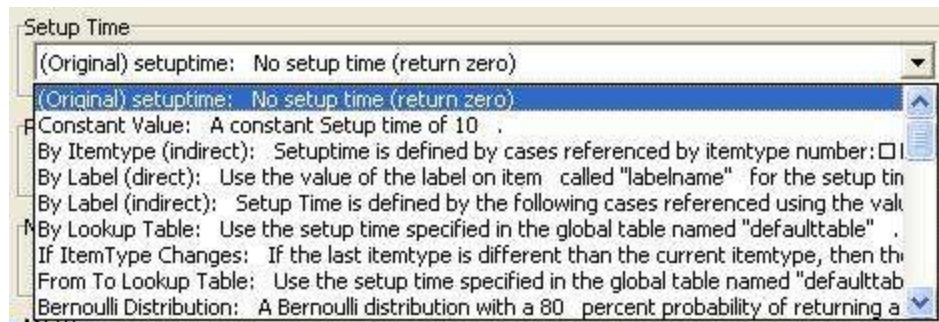 Setup Time
(Original) setuptime: No setup time (return zero)
(Original) setuptime: No setup time (return zero)
Constant Value: A constant Setup time of 10 .
By Itemtype (indirect): Setuptime is defined by cases referenced by itemtype number:
By Label (direct): Use the value of the label on item called "labelname" for the setup
By Label (indirect): Setup Time is defined by the following cases referenced using the
By Lookup Table: Use the setup time specified in the global table named "defaulttable" .
If ItemType Changes: If the last itemtype is different than the current itemtype, then
From To Lookup Table: Use the setup time specified in the global table named
Bernoulli Distribution: A Bernoulli distribution with a 80 percent probability of returning a